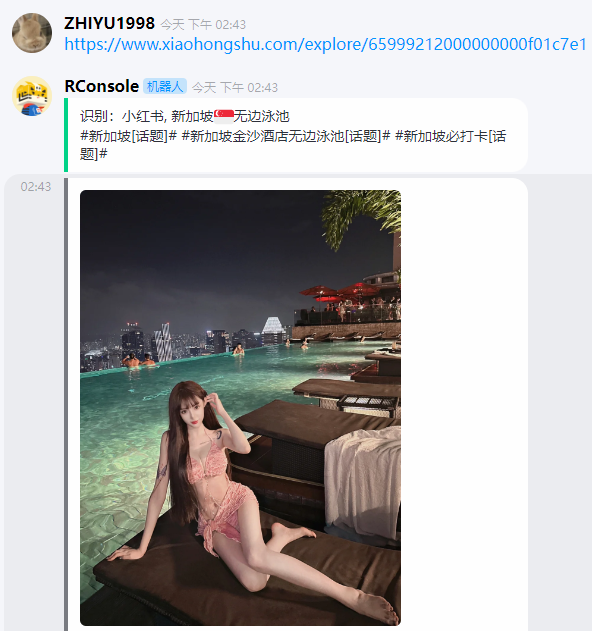 ZHIYU1998 今天 下午 02:43
https://www.xiaohongshu.com/explore/65999212000000000f01c7e1
RConsole 机器人 今天 下午 02:43
识别：小红书, 新加坡🇸🇬无边泳池
#新加坡[话题]# #新加坡金沙酒店无边泳池[话题]# #新加坡必打卡[话
题]#
02:43